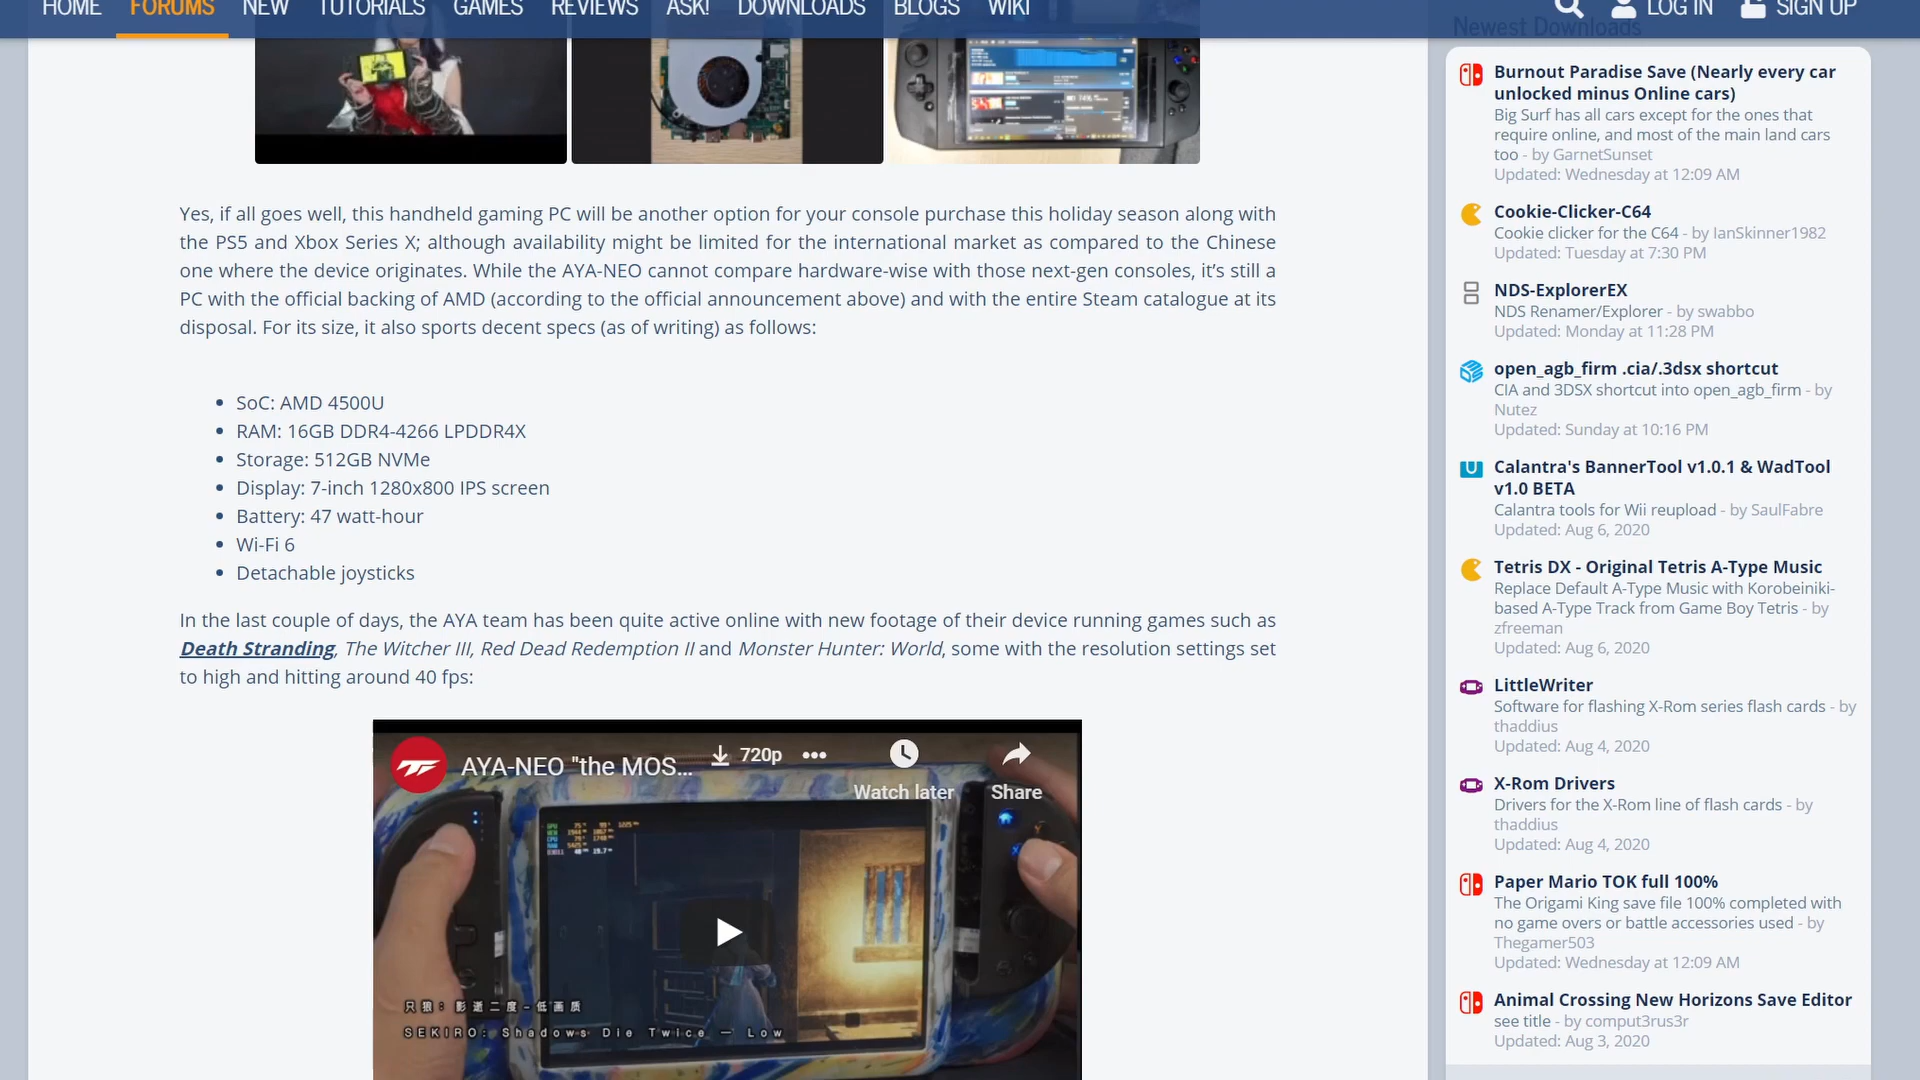 HOME FORUMS NEW TUTORIALS GAMES REVIEWS ASK! DOWNLOADS BLOGS WIKI LOG IN SIGN UP
Yes, if all goes well, this handheld gaming PC will be another option for your console purchase this holiday season along with
the PS5 and Xbox Series X; although availability might be limited for the international market as compared to the Chinese
one where the device originates. While the AYA-NEO cannot compare hardware-wise with those next-gen consoles, it's still a
PC with the official backing of AMD (according to the official announcement above) and with the entire Steam catalogue at its
disposal. For its size, it also sports decent specs (as of writing) as follows:
• SoC: AMD 4500U
• RAM: 16GB DDR4-4266 LPDDR4X
• Storage: 512GB NVMe
• Display: 7-inch 1280x800 IPS screen
• Battery: 47 watt-hour
• Wi-Fi 6
• Detachable joysticks
In the last couple of days, the AYA team has been quite active online with new footage of their device running games such as
Death Stranding, The Witcher III, Red Dead Redemption II and Monster Hunter: World, some with the resolution settings set
to high and hitting around 40 fps:
AYA-NEO "the MOS... 720p ••• Watch later Share
只狼：影逝二度-低画质
SEKIRO: Shadows Die Twice — Low
Newest Downloads
Burnout Paradise Save (Nearly every car
unlocked minus Online cars)
Big Surf has all cars except for the ones that
require online, and most of the main land cars
too - by GarnetSunset
Updated: Wednesday at 12:09 AM
Cookie-Clicker-C64
Cookie clicker for the C64 - by IanSkinner1982
Updated: Tuesday at 7:30 PM
NDS-ExplorerEX
NDS Renamer/Explorer - by swabbo
Updated: Monday at 11:28 PM
open_agb_firm .cia/.3dsx shortcut
CIA and 3DSX shortcut into open_agb_firm - by
Nutez
Updated: Sunday at 10:16 PM
Calantra's BannerTool v1.0.1 & WadTool
v1.0 BETA
Calantra tools for Wii reupload - by SaulFabre
Updated: Aug 6, 2020
Tetris DX - Original Tetris A-Type Music
Replace Default A-Type Music with Korobeiniki-
based A-Type Track from Game Boy Tetris - by
zfreeman
Updated: Aug 6, 2020
LittleWriter
Software for flashing X-Rom series flash cards - by
thaddius
Updated: Aug 4, 2020
X-Rom Drivers
Drivers for the X-Rom line of flash cards - by
thaddius
Updated: Aug 4, 2020
Paper Mario TOK full 100%
The Origami King save file 100% completed with
no game overs or battle accessories used - by
Thegamer503
Updated: Wednesday at 12:09 AM
Animal Crossing New Horizons Save Editor
see title - by comput3rus3r
Updated: Aug 3, 2020